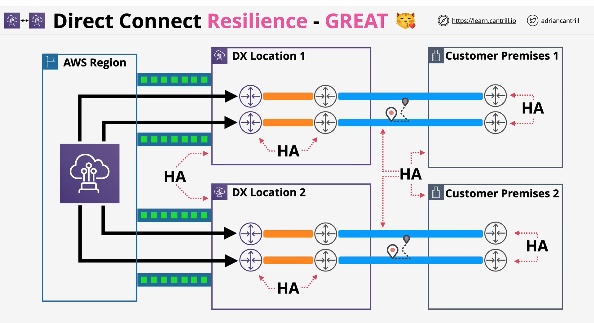 Direct Connect Resilience - GREAT
https://learn.cantrill.io
adriancantrill
AWS Region
DX Location 1
Customer Premises 1
HA
HA
HA
HA
DX Location 2
Customer Premises 2
HA
HA